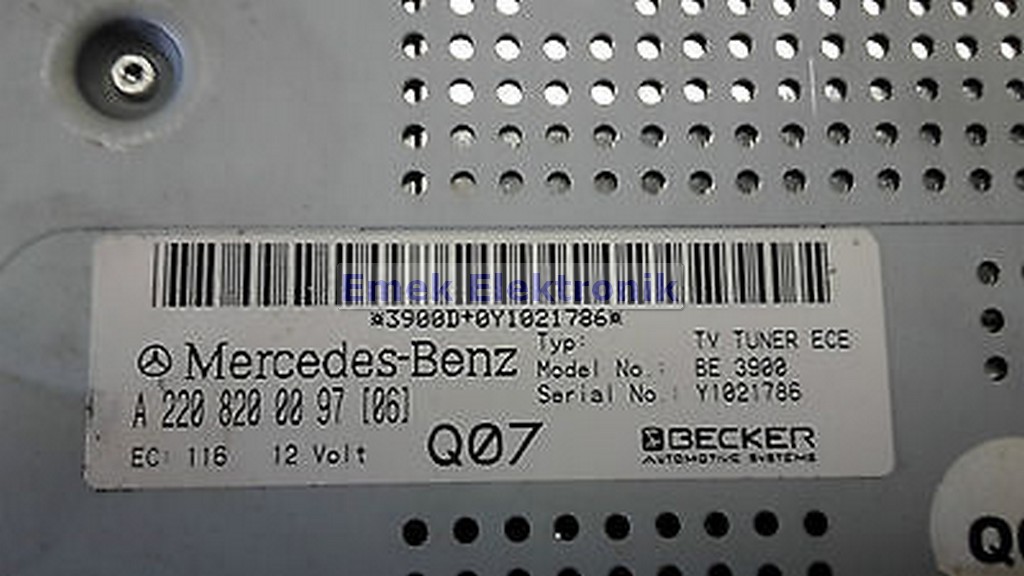 Emek Elektronik
*3900D+0Y1021786*
Mercedes-Benz
Typ: TV TUNER ECE
Model No.: BE 3900
Serial No.: Y1021786
A 220 820 00 97 [06]
EC: 116 12 Volt
Q07
BECKER
AUTOMOTIVE SYSTEMS